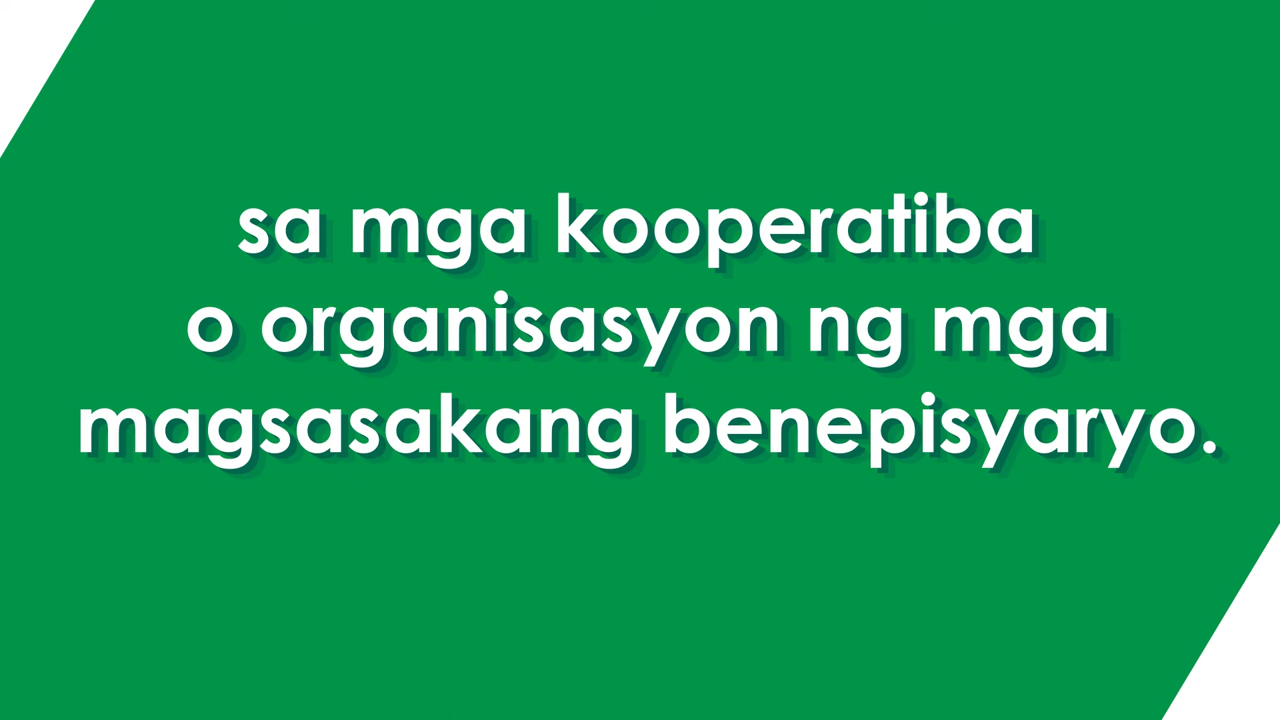 sa mga kooperatiba
o organisasyon ng mga
magsasakang benepisyaryo.